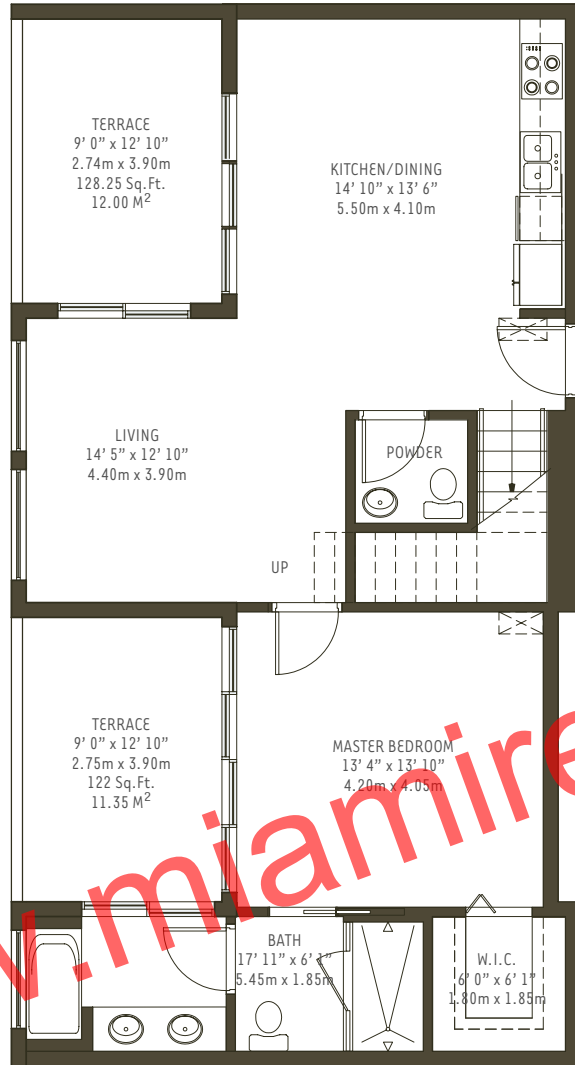 TERRACE
9' 0” x 12' 10”
2.74m x 3.90m
128.25 Sq.Ft.
12.00 M²
KITCHEN/DINING
14' 10” x 13' 6”
5.50m x 4.10m
LIVING
14' 5” x 12' 10”
4.40m x 3.90m
POWDER
UP
TERRACE
9' 0” x 12' 10”
2.75m x 3.90m
122 Sq.Ft.
11.35 M²
MASTER BEDROOM
13' 4” x 13' 10”
4.20m x 4.05m
BATH
17' 11” x 6' 1”
5.45m x 1.85m
W.I.C.
6' 0” x 6' 1”
1.80m x 1.85m
w.miamire